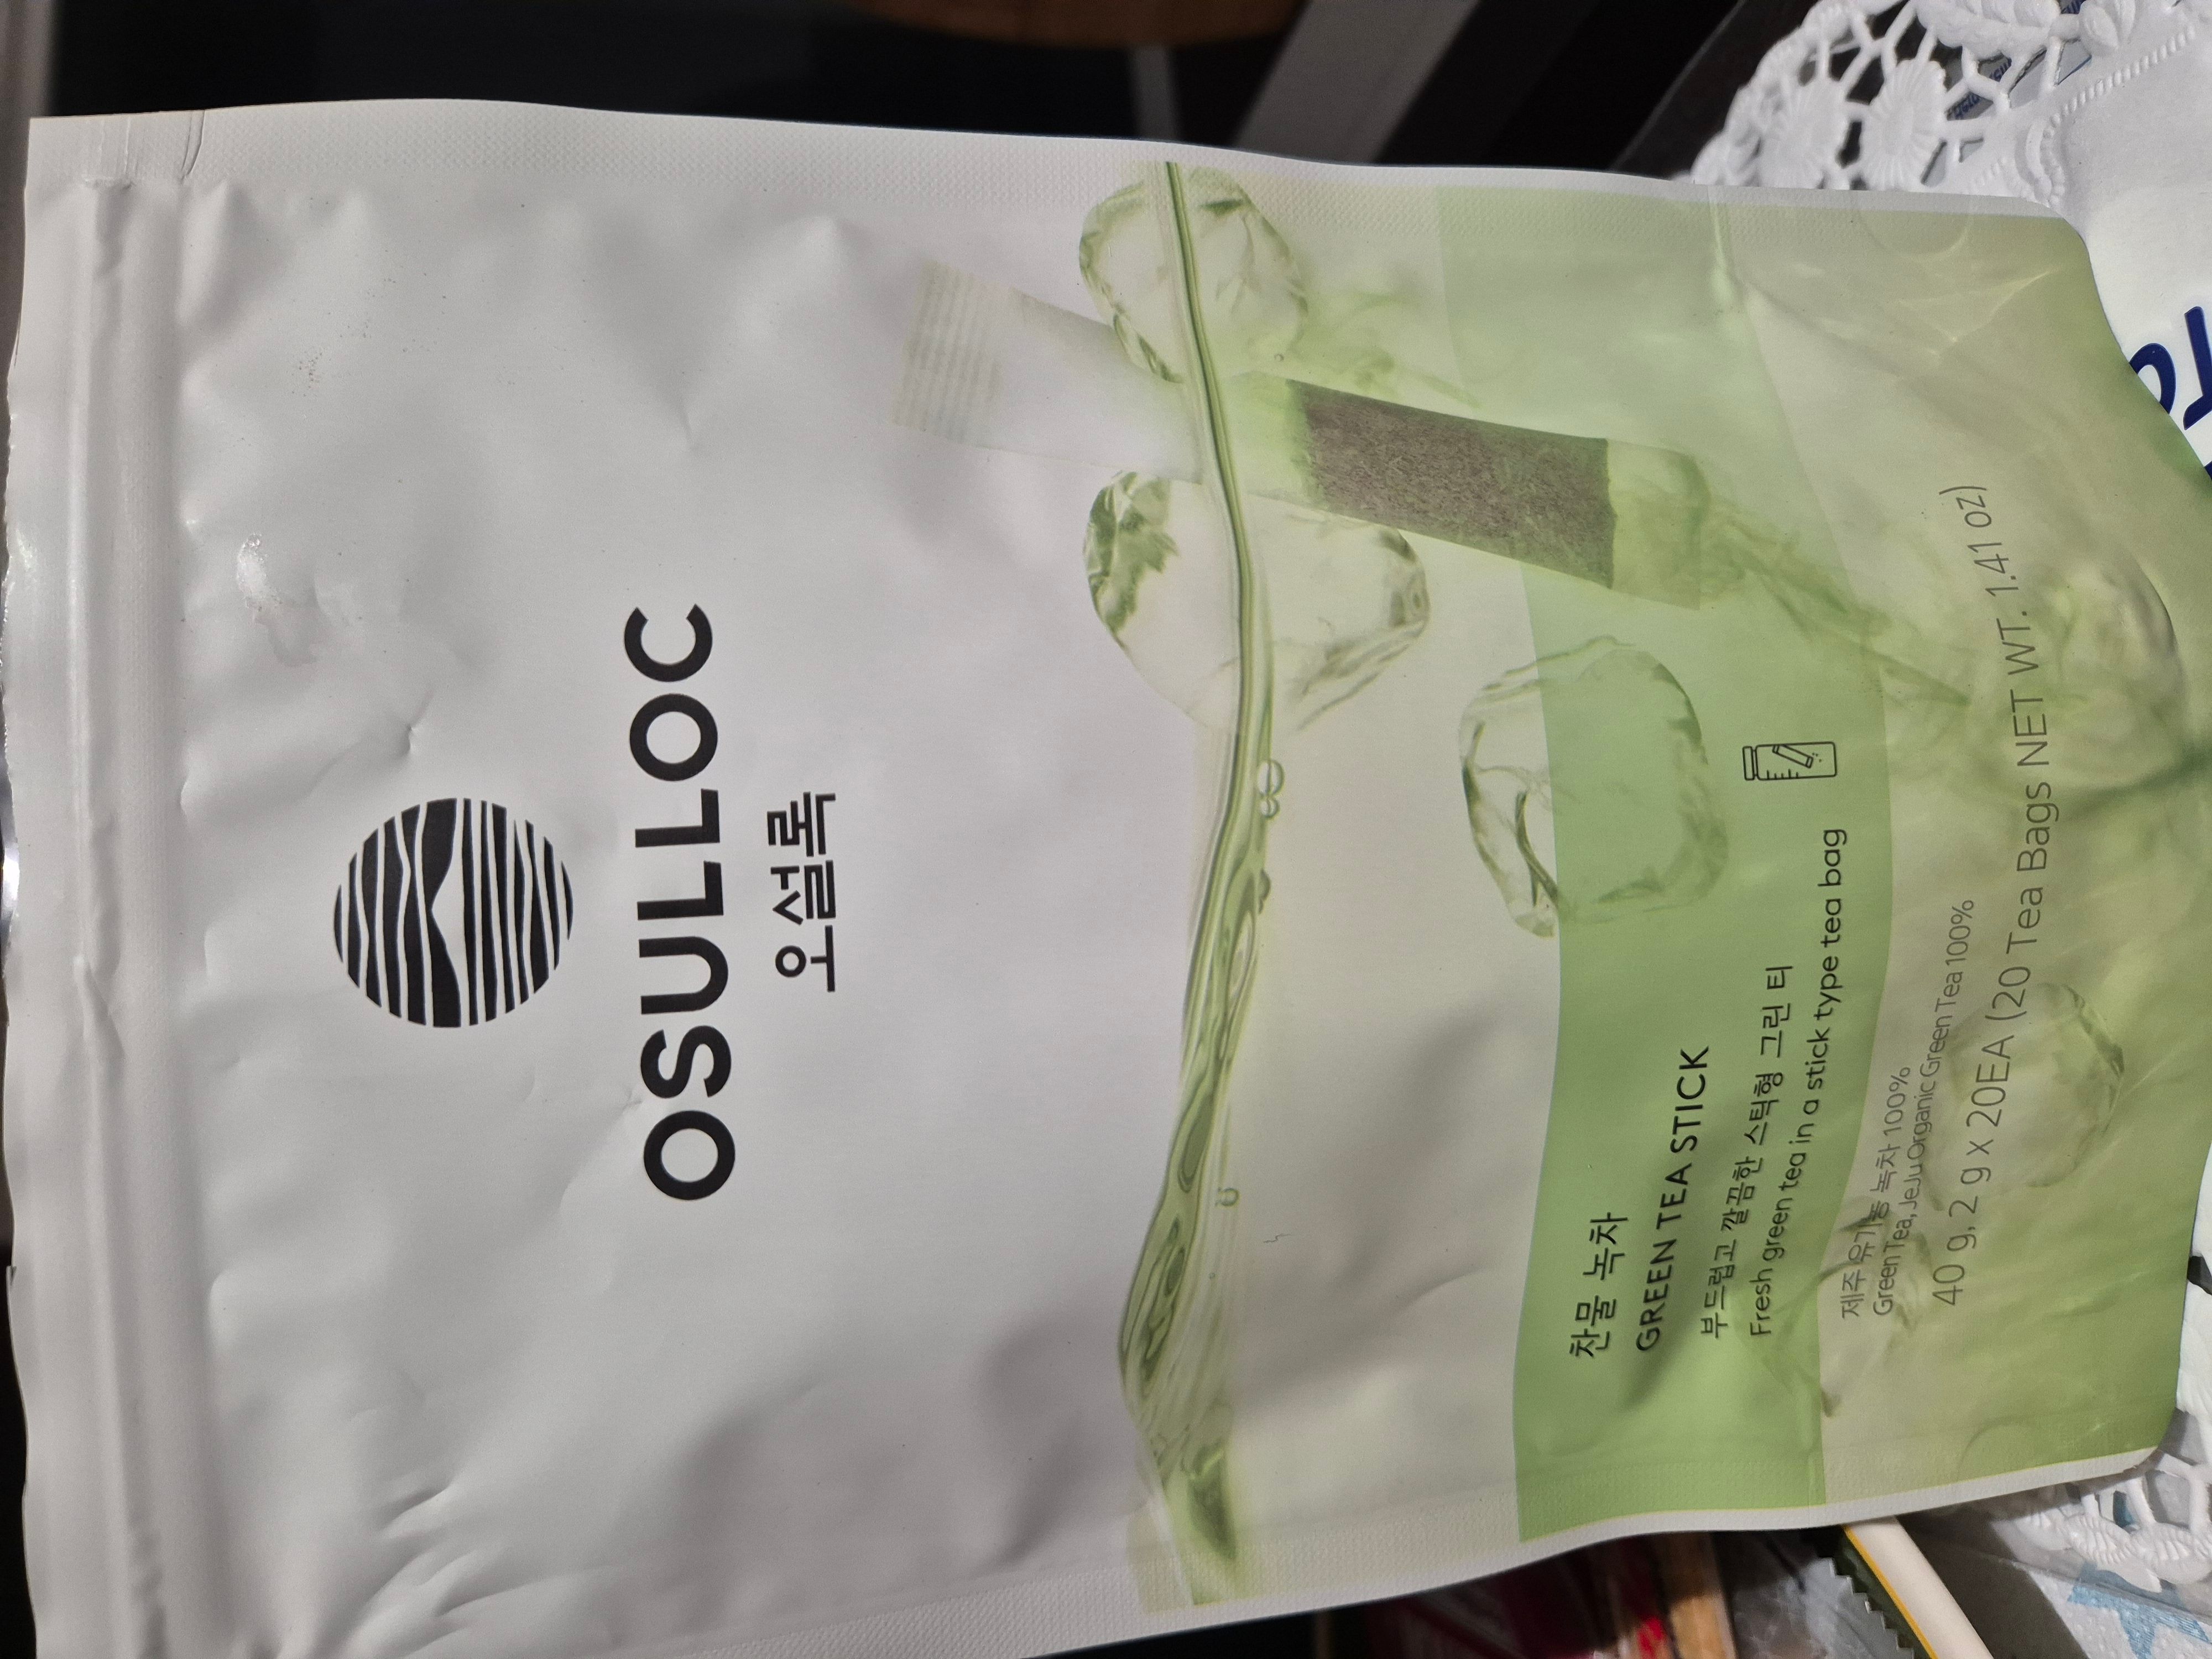 OSULLOC
오설록
찬물 녹차
GREEN TEA STICK
부드럽고 깔끔한 스틱형 그린 티
Fresh green tea in a stick type tea bag
제주 유기농 녹차 100%
Green Tea, JeJu Organic Green Tea 100%
40 g, 2 g x 20EA (20 Tea Bags NET WT. 1.41 oz)